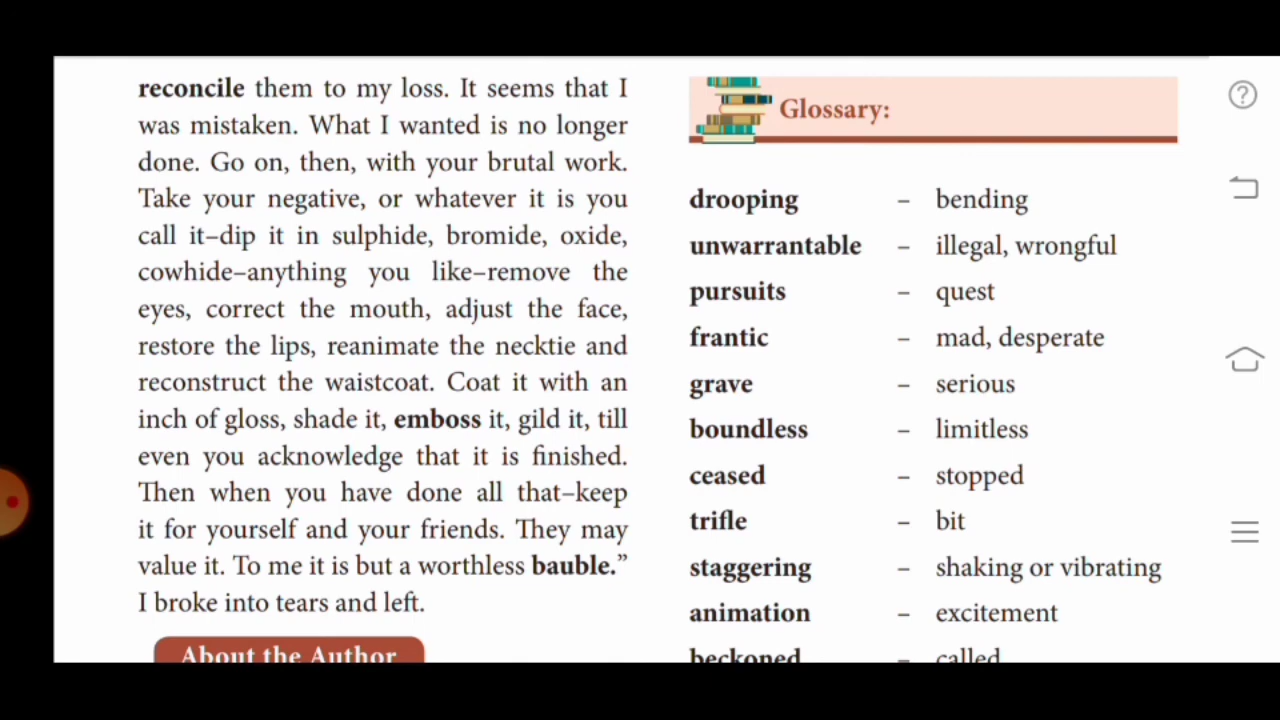 reconcile them to my loss. It seems that I
was mistaken. What I wanted is no longer
done. Go on, then, with your brutal work.
Take your negative, or whatever it is you
call it–dip it in sulphide, bromide, oxide,
cowhide–anything you like–remove the
eyes, correct the mouth, adjust the face,
restore the lips, reanimate the necktie and
reconstruct the waistcoat. Coat it with an
inch of gloss, shade it, emboss it, gild it, till
even you acknowledge that it is finished.
Then when you have done all that–keep
it for yourself and your friends. They may
value it. To me it is but a worthless bauble.”
I broke into tears and left.
About the Author
Glossary:
drooping – bending
unwarrantable – illegal, wrongful
pursuits – quest
frantic – mad, desperate
grave – serious
boundless – limitless
ceased – stopped
trifle – bit
staggering – shaking or vibrating
animation – excitement
beckoned – called